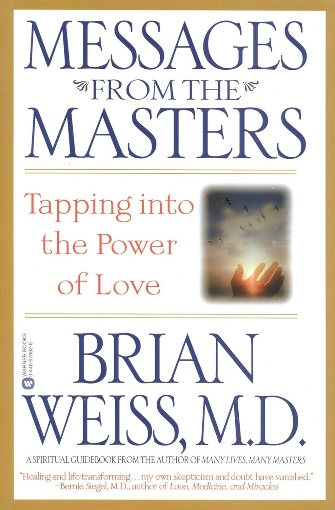 MESSAGES
FROM THE
MASTERS
Tapping into
the Power
of Love
BRIAN
WEISS, M.D.
A SPIRITUAL GUIDEBOOK FROM THE AUTHOR OF MANY LIVES, MANY MASTERS
"Healing and life-transforming...my own skepticism and doubt have vanished."
—Bernie Siegel, M.D., author of Love, Medicine, and Miracles
WARNER BOOKS